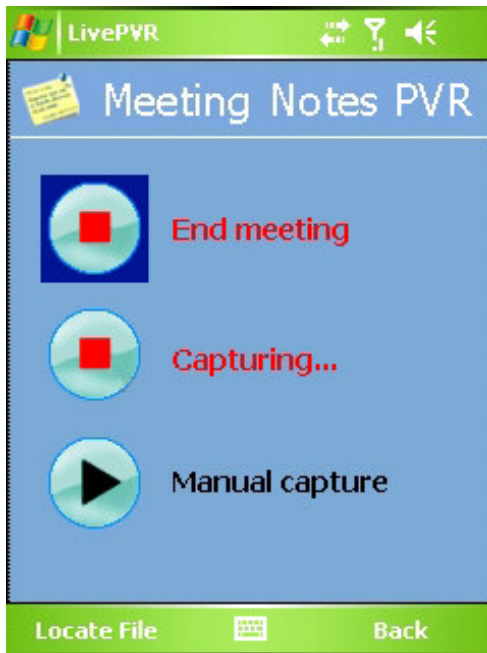 LivePVR
Meeting Notes PVR
End meeting
Capturing...
Manual capture
Locate File
Back